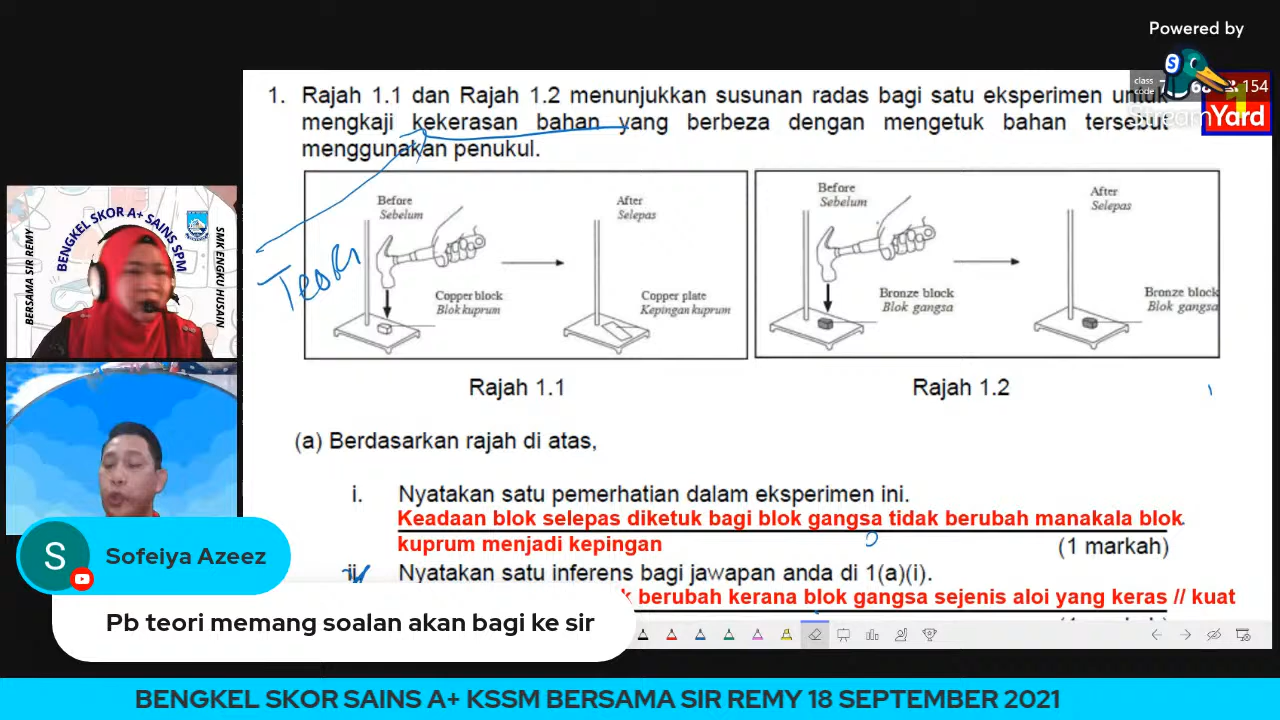 Powered by
StreamYard
class code
154
1. Rajah 1.1 dan Rajah 1.2 menunjukkan susunan radas bagi satu eksperimen untuk
mengkaji kekerasan bahan yang berbeza dengan mengetuk bahan tersebut
menggunakan penukul.
Before
Sebelum
After
Selepas
Copper block
Blok kuprum
Copper plate
Kepingan kuprum
Before
Sebelum
After
Selepas
Bronze block
Blok gangsa
Bronze block
Blok gangsa
Teori
Rajah 1.1
Rajah 1.2
(a) Berdasarkan rajah di atas,
i. Nyatakan satu pemerhatian dalam eksperimen ini.
Keadaan blok selepas diketuk bagi blok gangsa tidak berubah manakala blok
kuprum menjadi kepingan
(1 markah)
ii. Nyatakan satu inferens bagi jawapan anda di 1(a)(i).
berubah kerana blok gangsa sejenis aloi yang keras // kuat
BERSAMA SIR REMY
BENGKEL SKOR A+ SAINS SPM
SMK ENGKU HUSAIN
S
Sofeiya Azeez
Pb teori memang soalan akan bagi ke sir
BENGKEL SKOR SAINS A+ KSSM BERSAMA SIR REMY 18 SEPTEMBER 2021